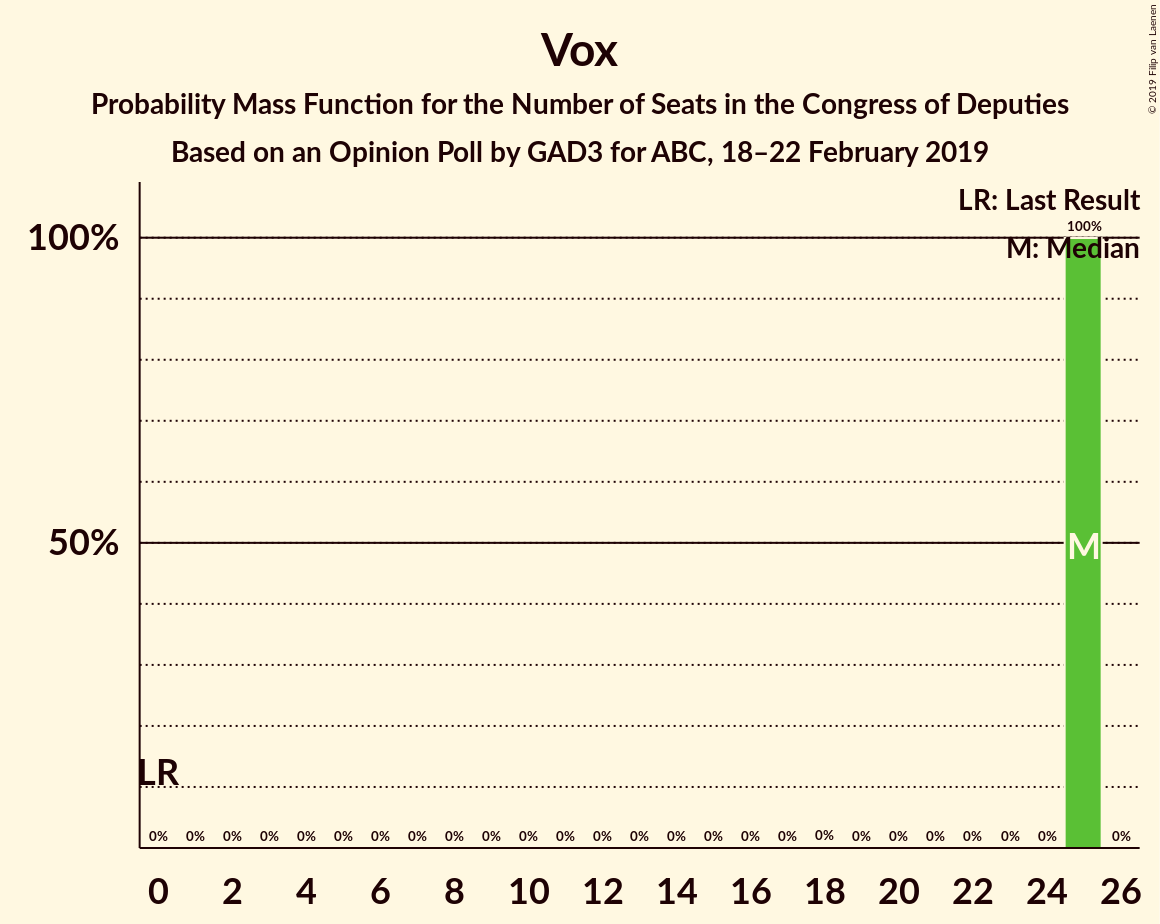 Vox
Probability Mass Function for the Number of Seats in the Congress of Deputies
Based on an Opinion Poll by GAD3 for ABC, 18–22 February 2019
© 2019 Filip van Laenen
LR: Last Result
M: Median
100%
100%
50%
M
LR
0% 0% 0% 0% 0% 0% 0% 0% 0% 0% 0% 0% 0% 0% 0% 0% 0% 0% 0% 0% 0% 0% 0% 0% 0% 0%
0 2 4 6 8 10 12 14 16 18 20 22 24 26